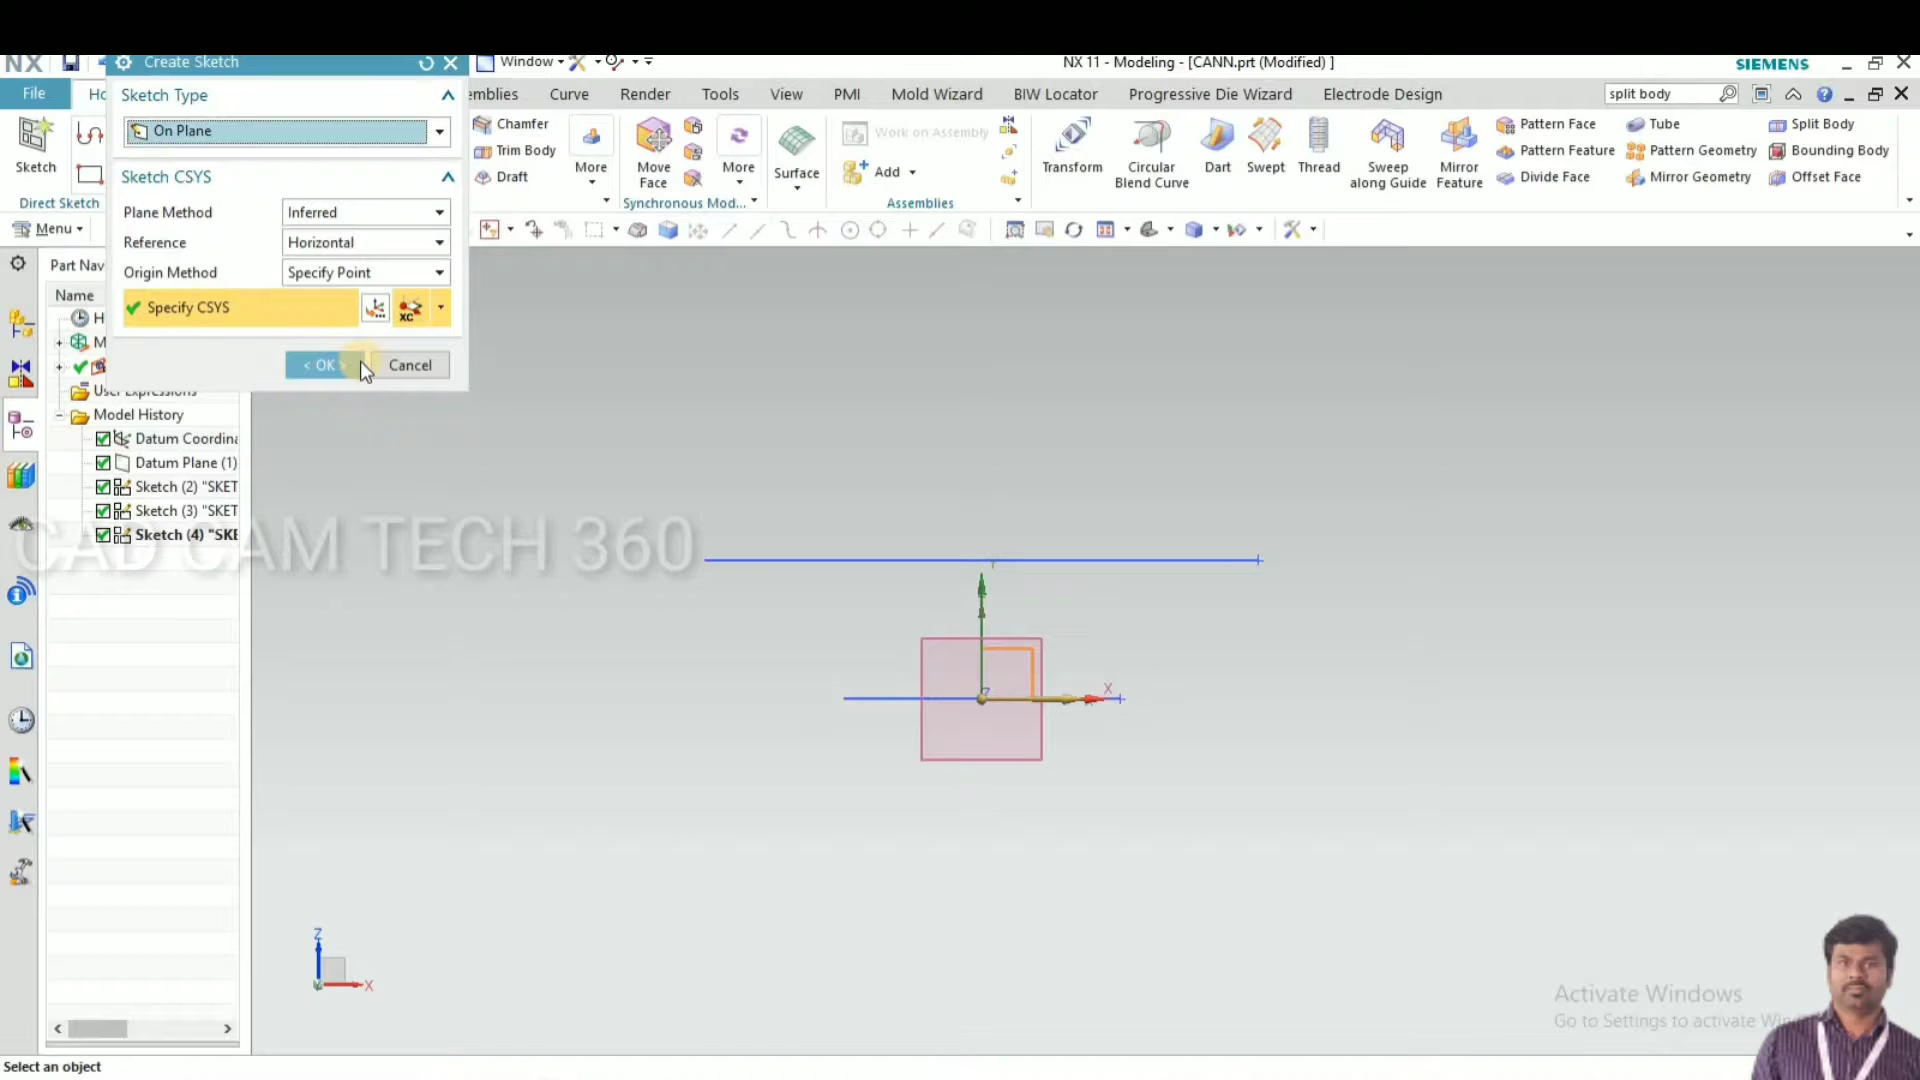 NX
Create Sketch
Window
NX 11 - Modeling - [CANN.prt (Modified) ]
SIEMENS
File
Sketch Type
Curve
Render
Tools
View
PMI
Mold Wizard
BIW Locator
Progressive Die Wizard
Electrode Design
split body
On Plane
Chamfer
Trim Body
Draft
More
Move
Face
More
Surface
Work on Assembly
Add
Transform
Circular
Blend Curve
Dart
Swept
Thread
Sweep
along Guide
Mirror
Feature
Pattern Face
Pattern Feature
Divide Face
Tube
Pattern Geometry
Mirror Geometry
Split Body
Bounding Body
Offset Face
Sketch
Direct Sketch
Synchronous Mod...
Assemblies
Menu
Sketch CSYS
Plane Method
Inferred
Reference
Horizontal
Origin Method
Specify Point
Specify CSYS
XC
< OK >
Cancel
Part Nav
Name
User Expressions
Model History
Datum Coordina
Datum Plane (1)
Sketch (2) "SKET
Sketch (3) "SKET
Sketch (4) "SKE
CAD CAM TECH 360
Y
Z
X
Z
X
Activate Windows
Go to Settings to activate
Select an object